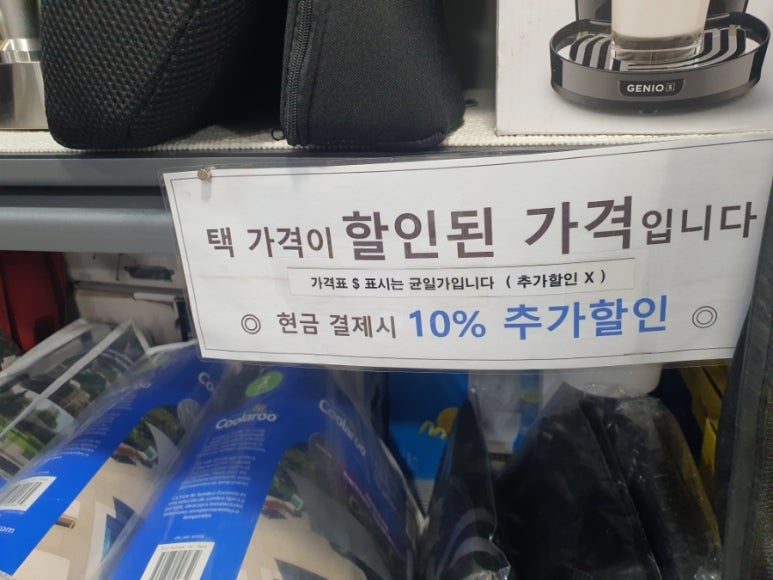 GENIO S
택 가격이 할인된 가격입니다
가격표 $ 표시는 균일가입니다 ( 추가할인 X )
◎ 현금 결제시 10% 추가할인 ◎
Coolaroo